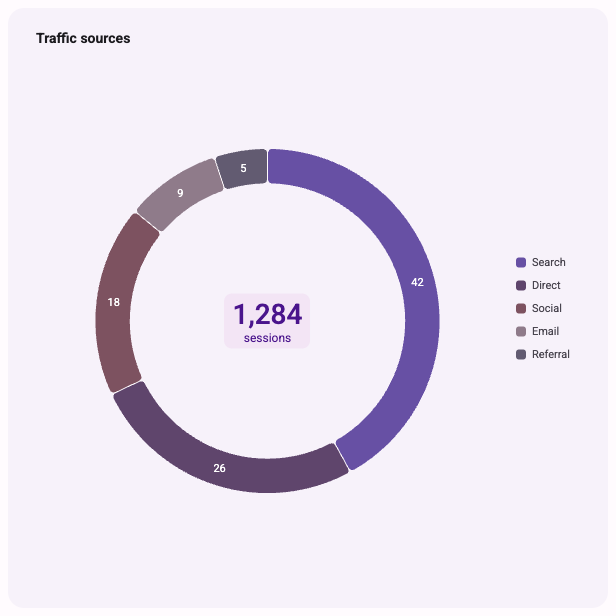 Traffic sources
5
9
42
18
26
1,284
sessions
Search
Direct
Social
Email
Referral